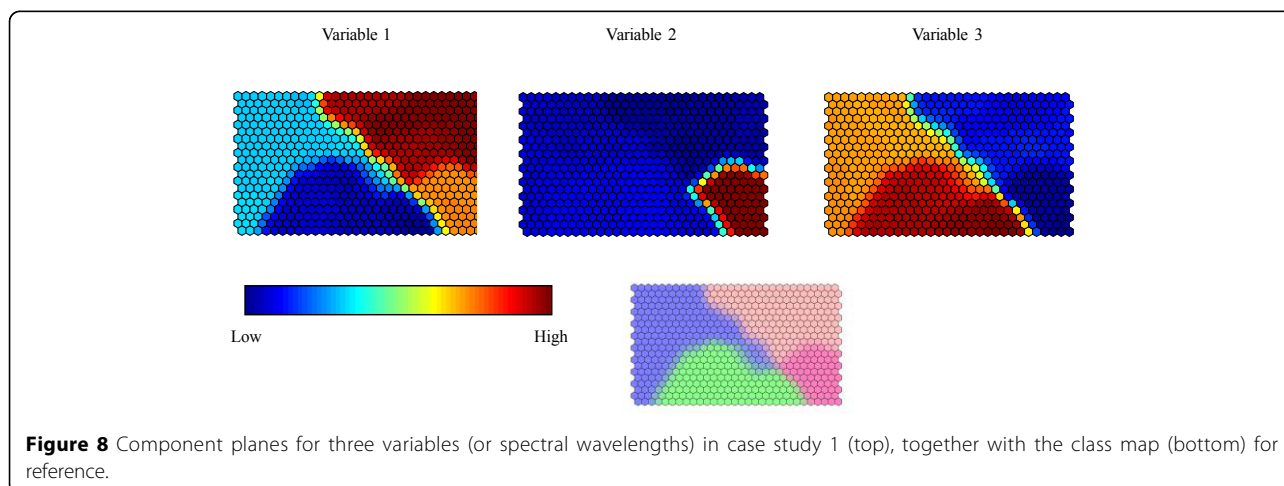 Variable 1 Variable 2 Variable 3
Low High
Figure 8 Component planes for three variables (or spectral wavelengths) in case study 1 (top), together with the class map (bottom) for
reference.